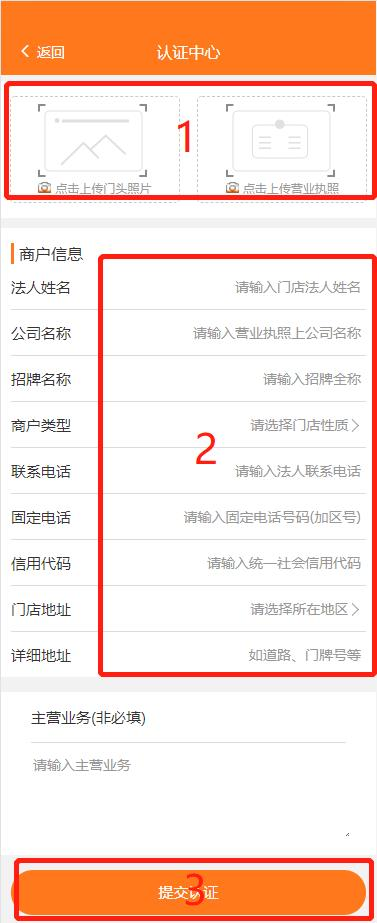 返回 认证中心
1
点击上传门头照片 点击上传营业执照
商户信息
法人姓名 请输入门店法人姓名
公司名称 请输入营业执照上公司名称
招牌名称 请输入招牌全称
商户类型 请选择门店性质
2
联系电话 请输入法人联系电话
固定电话 请输入固定电话号码(加区号)
信用代码 请输入统一社会信用代码
门店地址 请选择所在地区
详细地址 如道路、门牌号等
主营业务(非必填)
请输入主营业务
提交认证
3